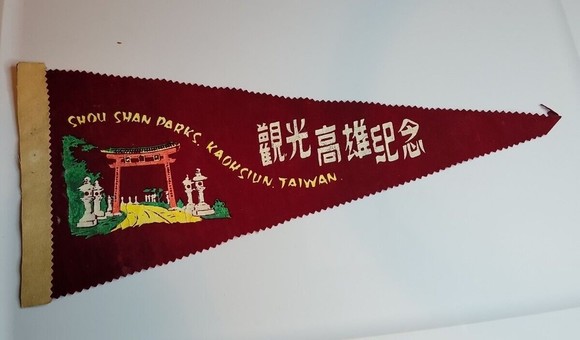 SHOU SHAN PARKS. KAOHSIUN. TAIWAN.
觀光高雄紀念